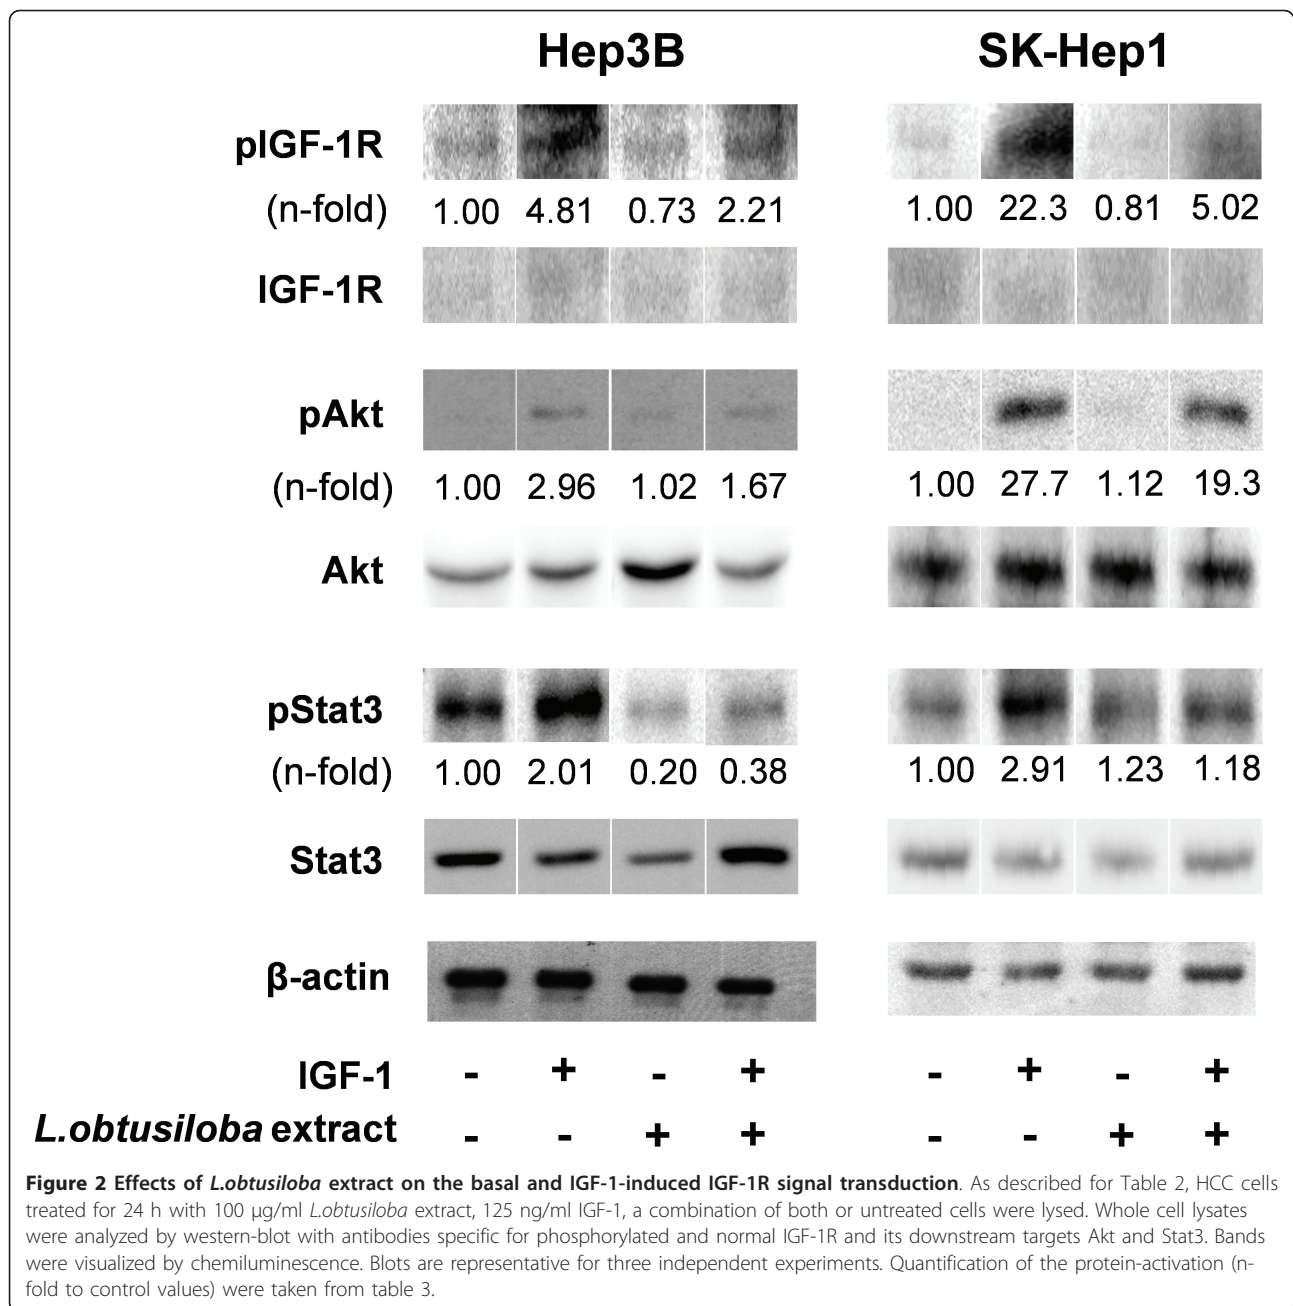 Hep3B SK-Hep1
pIGF-1R
(n-fold) 1.00 4.81 0.73 2.21 1.00 22.3 0.81 5.02
IGF-1R
pAkt
(n-fold) 1.00 2.96 1.02 1.67 1.00 27.7 1.12 19.3
Akt
pStat3
(n-fold) 1.00 2.01 0.20 0.38 1.00 2.91 1.23 1.18
Stat3
β-actin
IGF-1 - + - + - + - +
L.obtusiloba extract - - + + - - + +
Figure 2 Effects of L.obtusiloba extract on the basal and IGF-1-induced IGF-1R signal transduction. As described for Table 2, HCC cells
treated for 24 h with 100 μg/ml L.obtusiloba extract, 125 ng/ml IGF-1, a combination of both or untreated cells were lysed. Whole cell lysates
were analyzed by western-blot with antibodies specific for phosphorylated and normal IGF-1R and its downstream targets Akt and Stat3. Bands
were visualized by chemiluminescence. Blots are representative for three independent experiments. Quantification of the protein-activation (n-
fold to control values) were taken from table 3.